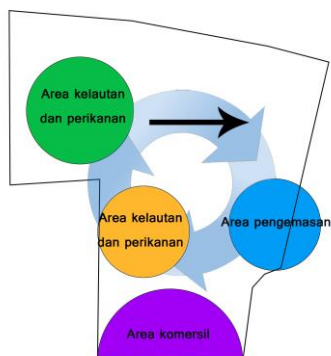 Area kelautan
dan perikanan
Area kelautan
dan perikanan
Area pengemasan
Area komersil